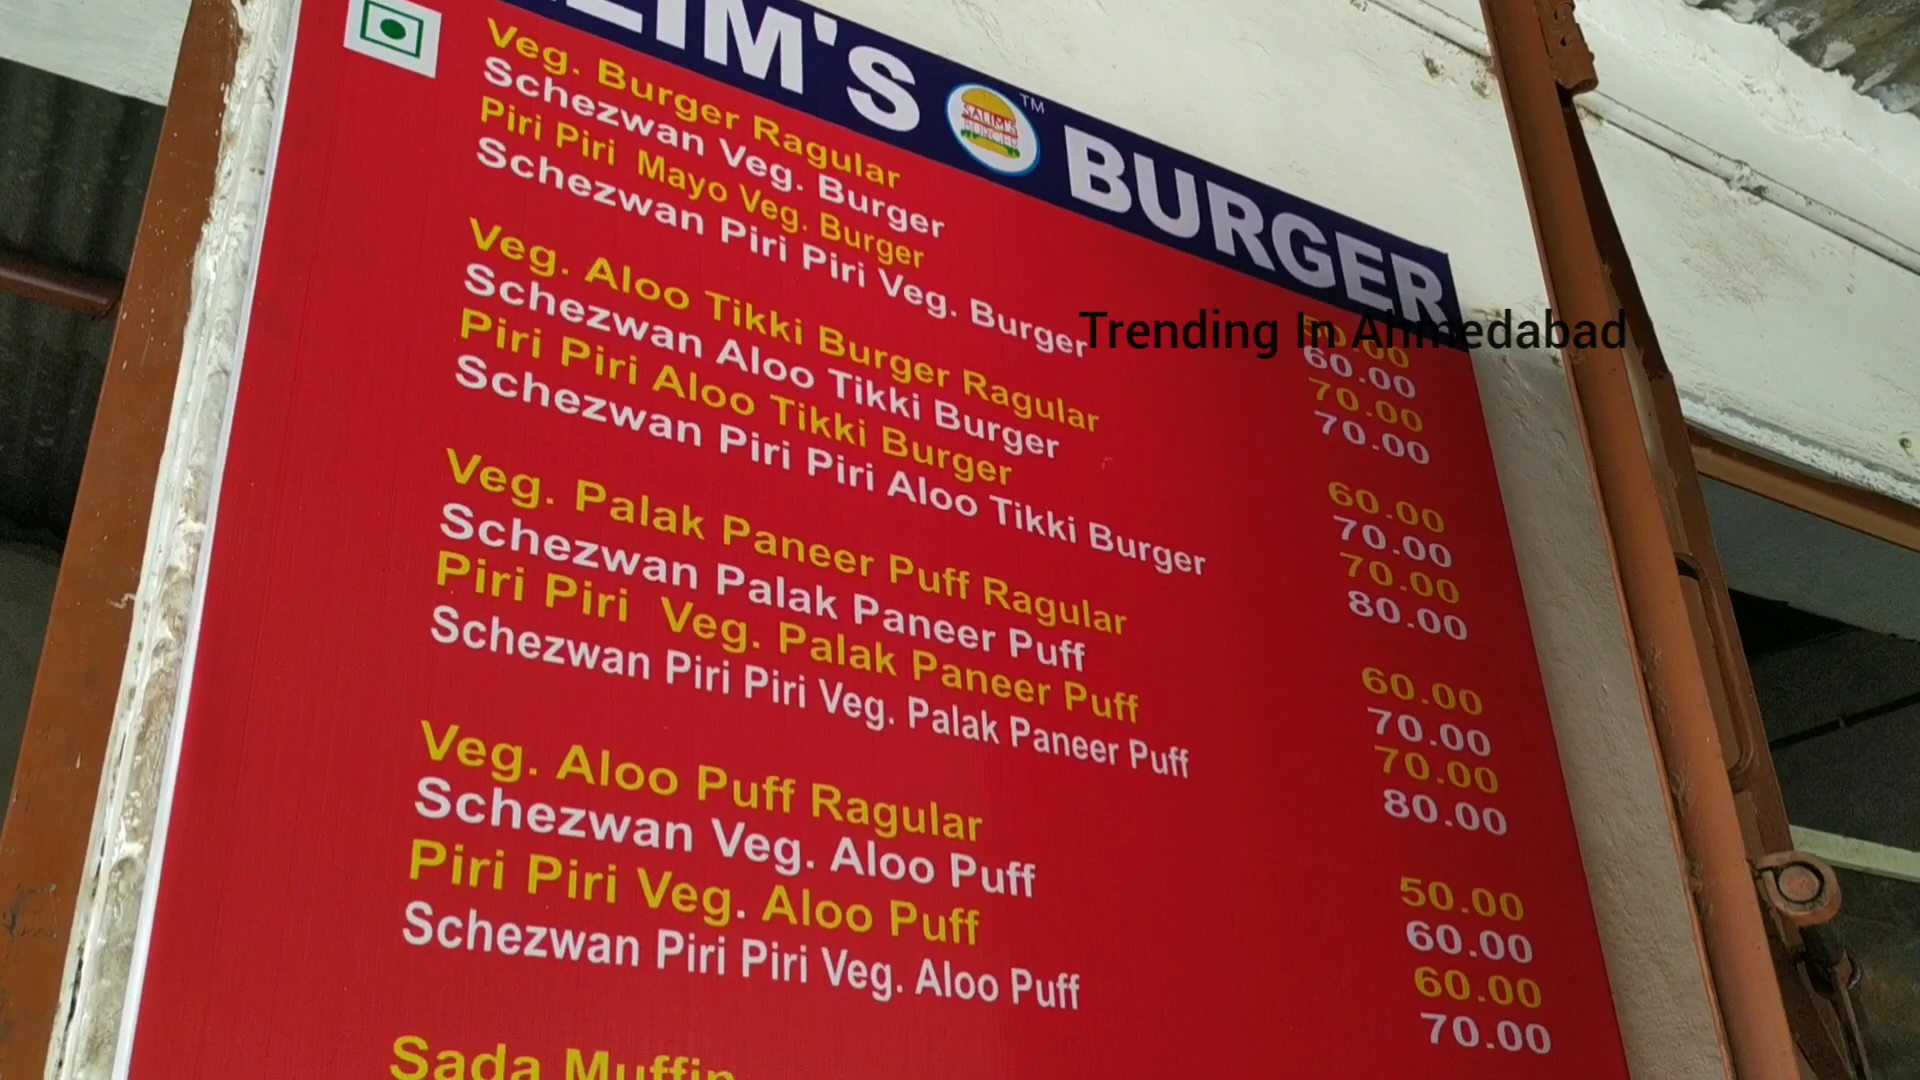 LIM'S SALIM'S BURGER TM BURGER
Veg. Burger Ragular 50.00
Schezwan Veg. Burger 60.00
Piri Piri Mayo Veg. Burger 70.00
Schezwan Piri Piri Veg. Burger 70.00
Trending In Ahmedabad
Veg. Aloo Tikki Burger Ragular 60.00
Schezwan Aloo Tikki Burger 70.00
Piri Piri Aloo Tikki Burger 70.00
Schezwan Piri Piri Aloo Tikki Burger 80.00
Veg. Palak Paneer Puff Ragular 60.00
Schezwan Palak Paneer Puff 70.00
Piri Piri Veg. Palak Paneer Puff 70.00
Schezwan Piri Piri Veg. Palak Paneer Puff 80.00
Veg. Aloo Puff Ragular 50.00
Schezwan Veg. Aloo Puff 60.00
Piri Piri Veg. Aloo Puff 60.00
Schezwan Piri Piri Veg. Aloo Puff 70.00
Sada Muffin